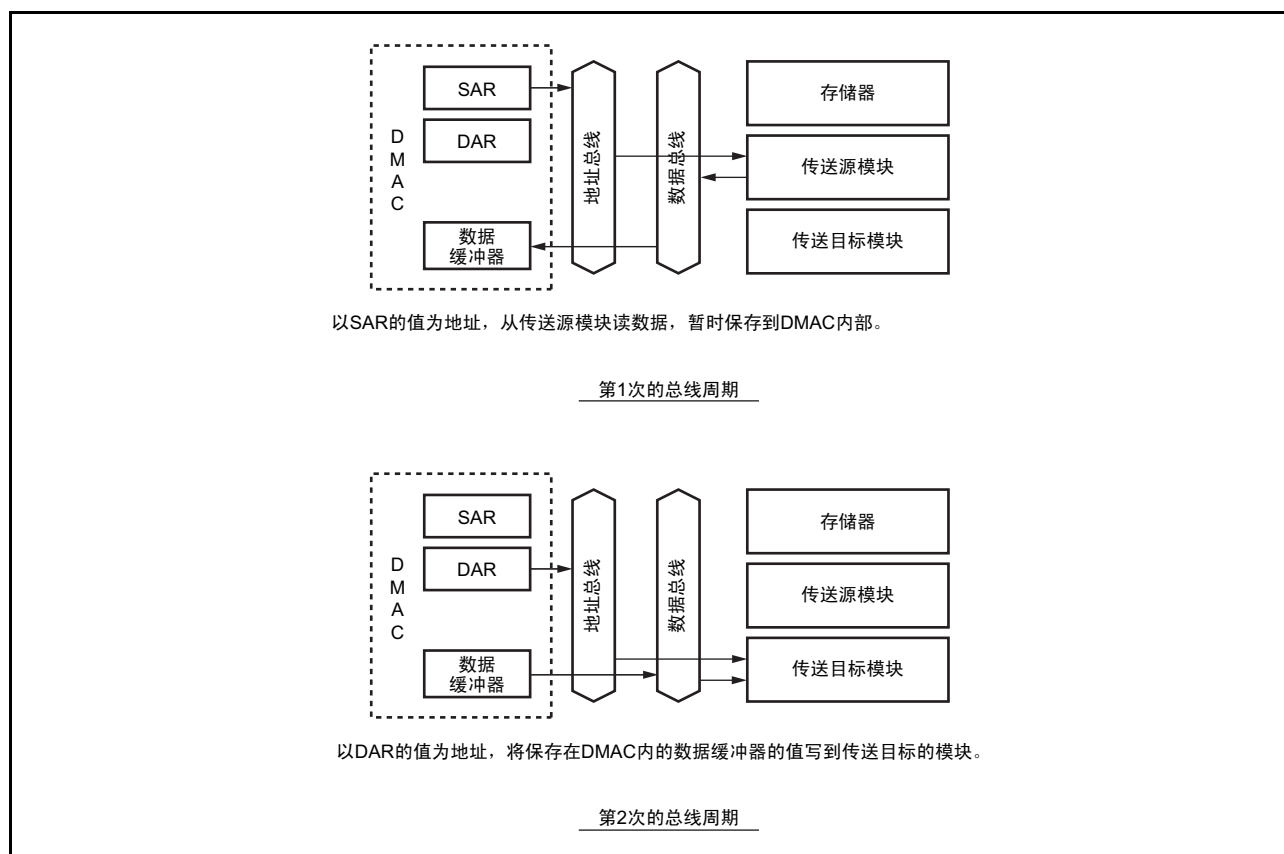 SAR
DAR
DMAC
数据
缓冲器
地址总线
数据总线
存储器
传送源模块
传送目标模块
以SAR的值为地址，从传送源模块读数据，暂时保存到DMAC内部。
第1次的总线周期
SAR
DAR
DMAC
数据
缓冲器
地址总线
数据总线
存储器
传送源模块
传送目标模块
以DAR的值为地址，将保存在DMAC内的数据缓冲器的值写到传送目标的模块。
第2次的总线周期